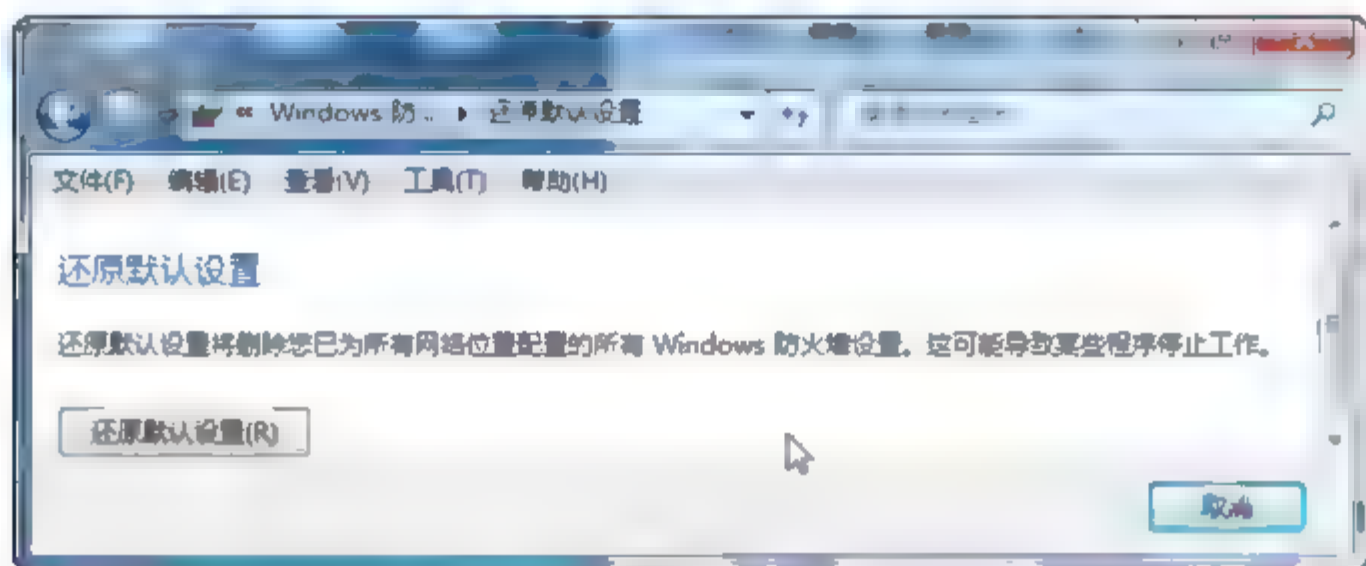 « Windows 防... ▸ 还原默认设置
文件(F) 编辑(E) 查看(V) 工具(T) 帮助(H)
还原默认设置
还原默认设置将删除您已为所有网络位置配置的所有 Windows 防火墙设置。这可能导致某些程序停止工作。
还原默认设置(R)
取消